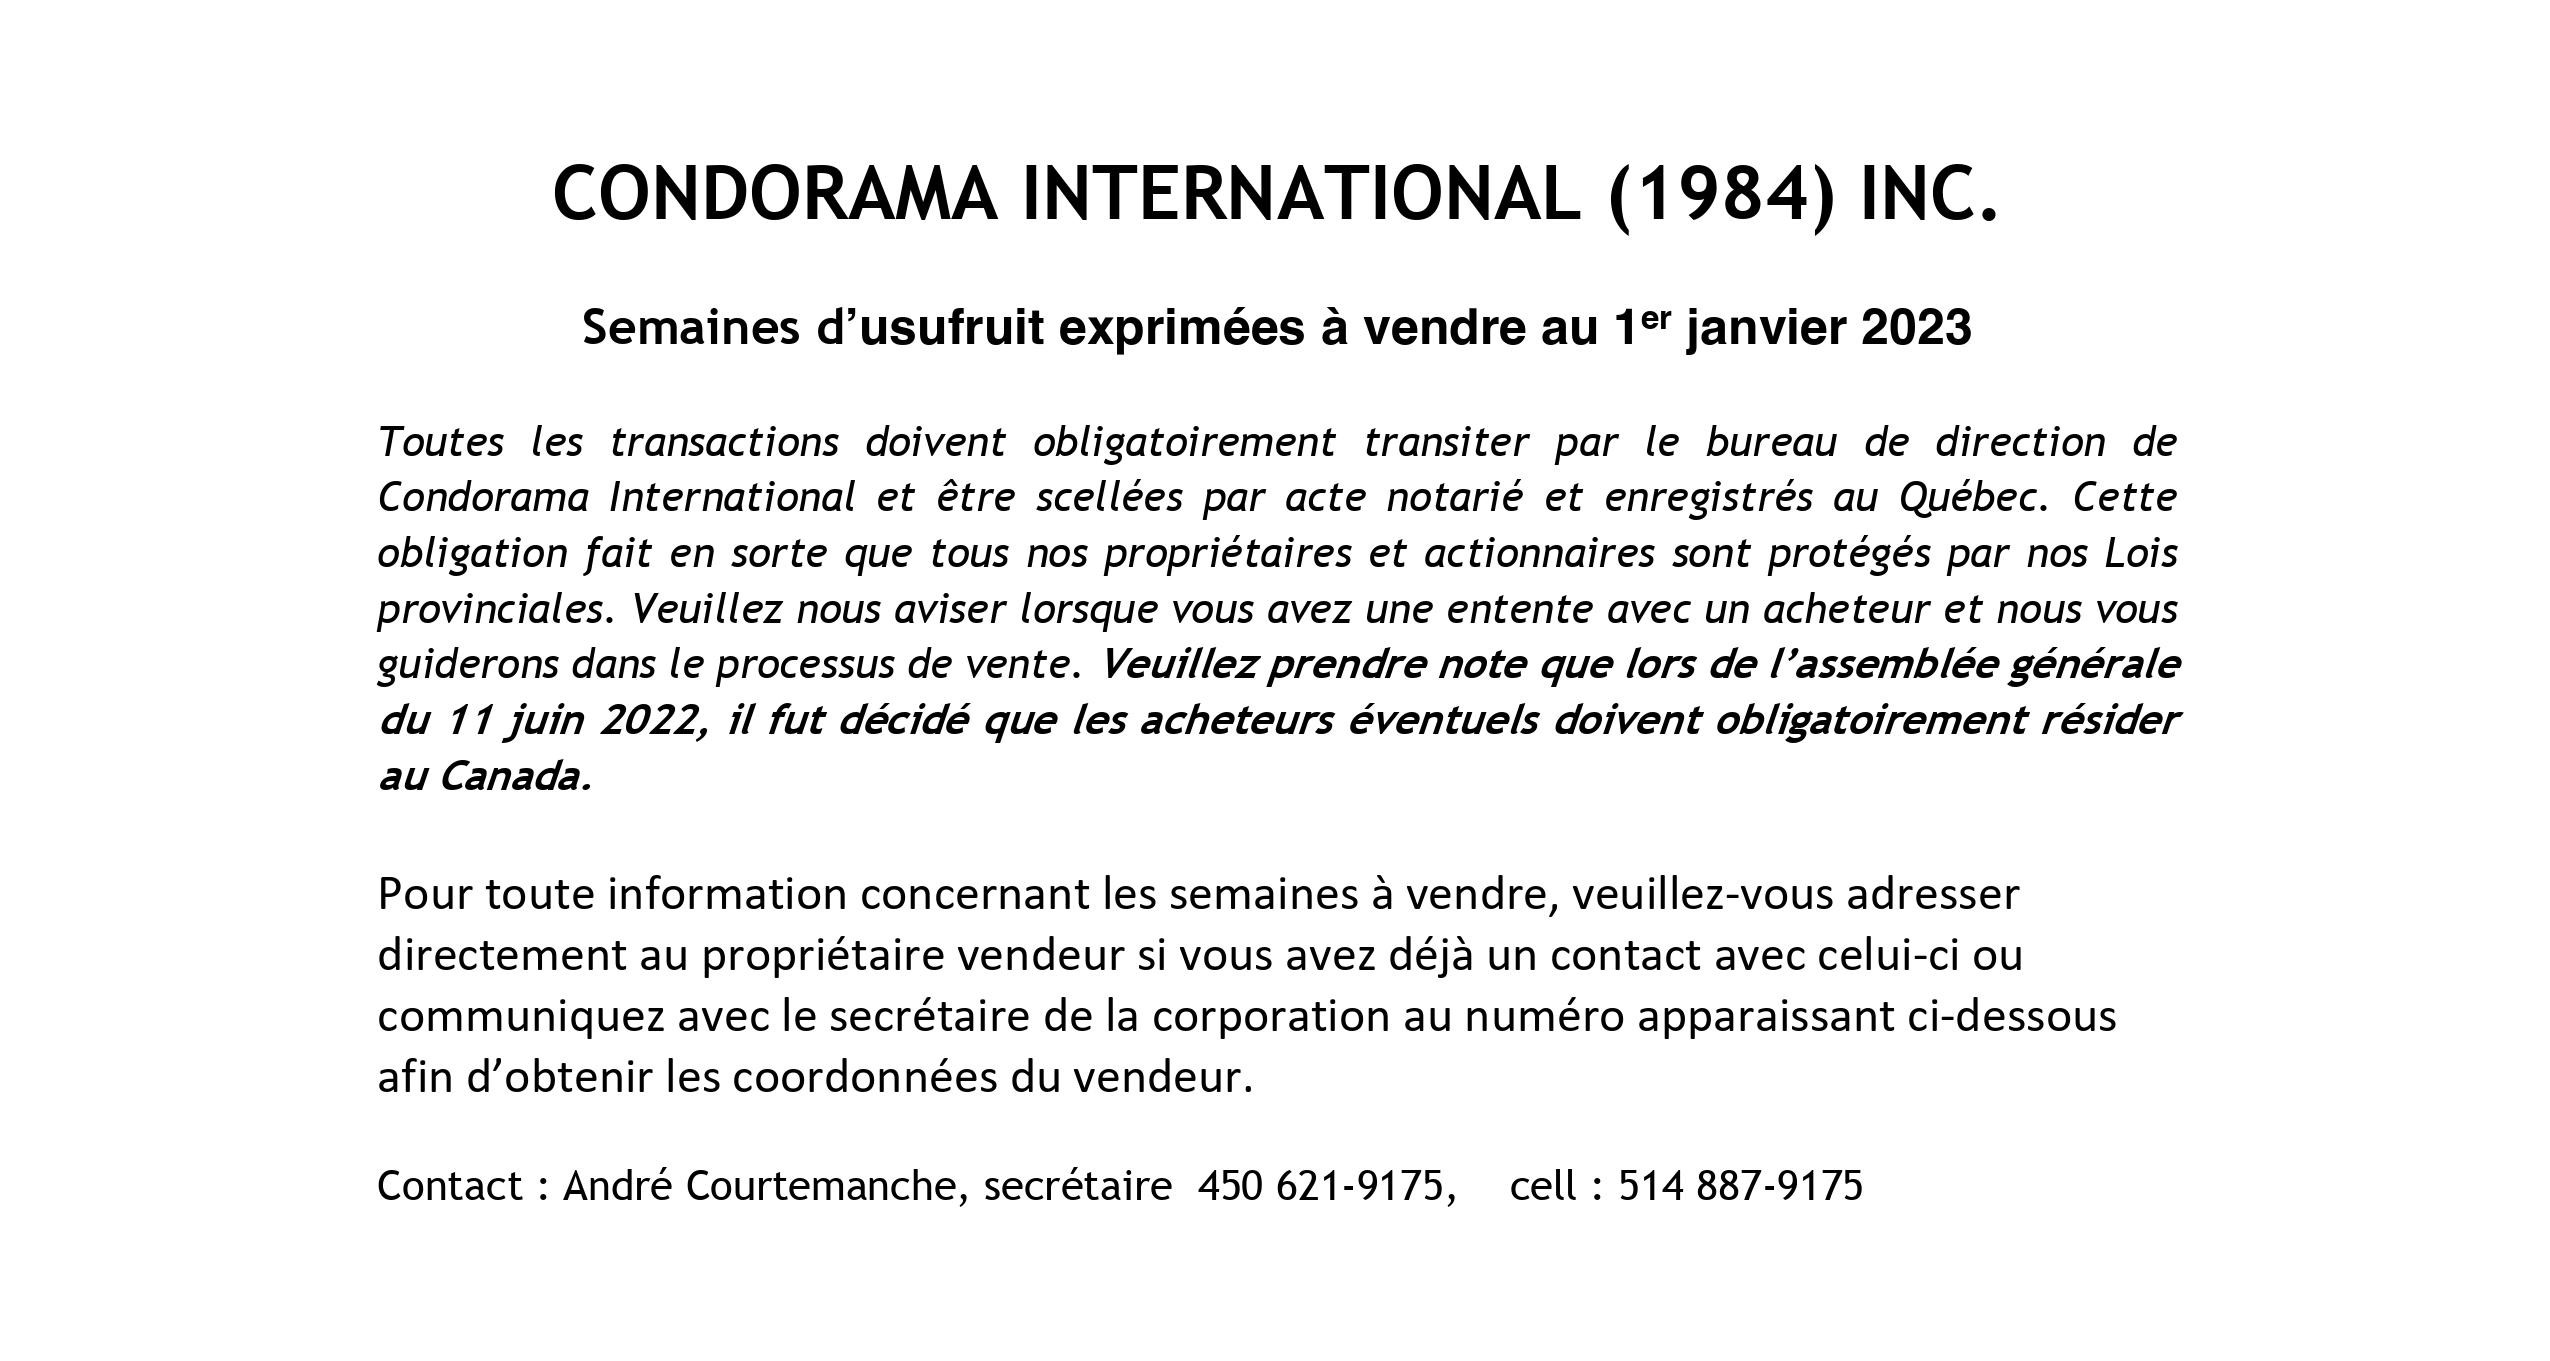 CONDORAMA INTERNATIONAL (1984) INC.
Semaines d’usufruit exprimées à vendre au 1er janvier 2023
Toutes les transactions doivent obligatoirement transiter par le bureau de direction de
Condorama International et être scellées par acte notarié et enregistrés au Québec. Cette
obligation fait en sorte que tous nos propriétaires et actionnaires sont protégés par nos Lois
provinciales. Veuillez nous aviser lorsque vous avez une entente avec un acheteur et nous vous
guiderons dans le processus de vente. Veuillez prendre note que lors de l’assemblée générale
du 11 juin 2022, il fut décidé que les acheteurs éventuels doivent obligatoirement résider
au Canada.
Pour toute information concernant les semaines à vendre, veuillez-vous adresser
directement au propriétaire vendeur si vous avez déjà un contact avec celui-ci ou
communiquez avec le secrétaire de la corporation au numéro apparaissant ci-dessous
afin d’obtenir les coordonnées du vendeur.
Contact : André Courtemanche, secrétaire 450 621-9175, cell : 514 887-9175